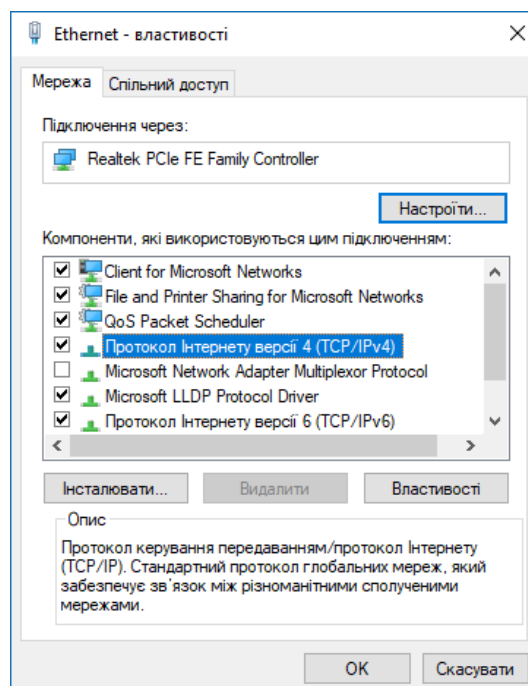 Ethernet - властивості
Мережа
Спільний доступ
Підключення через:
Realtek PCIe FE Family Controller
Настроїти...
Компоненти, які використовуються цим підключенням:
Client for Microsoft Networks
File and Printer Sharing for Microsoft Networks
QoS Packet Scheduler
Протокол Інтернету версії 4 (TCP/IPv4)
Microsoft Network Adapter Multiplexor Protocol
Microsoft LLDP Protocol Driver
Протокол Інтернету версії 6 (TCP/IPv6)
Інсталювати...
Видалити
Властивості
Опис
Протокол керування передаванням/протокол Інтернету
(TCP/IP). Стандартний протокол глобальних мереж, який
забезпечує зв’язок між різноманітними сполученими
мережами.
OK
Скасувати